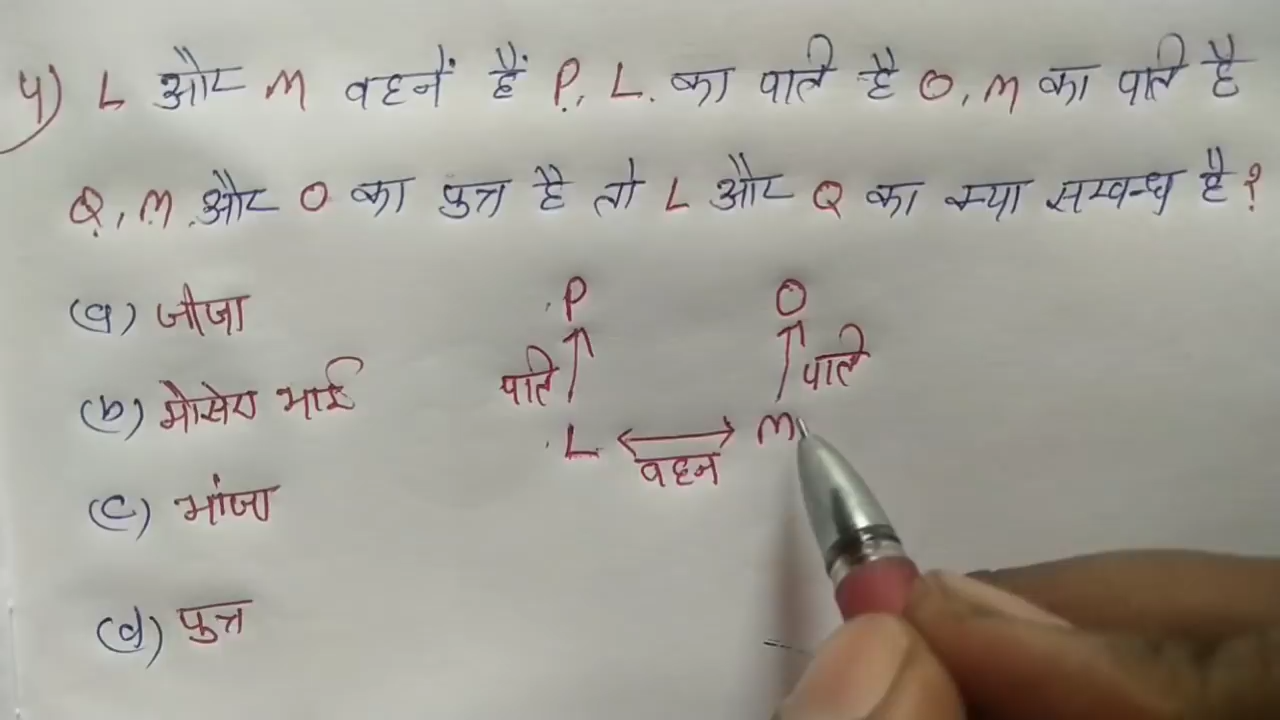 4) L और M बहनें हैं P, L का पति है O, M का पति है
Q, M और O का पुत्र है तो L और Q का क्या सम्बन्ध है?
(a) जीजा
(b) मौसेरा भाई
(c) भांजा
(d) पुत्र
P O
पति पति
L M
बहन